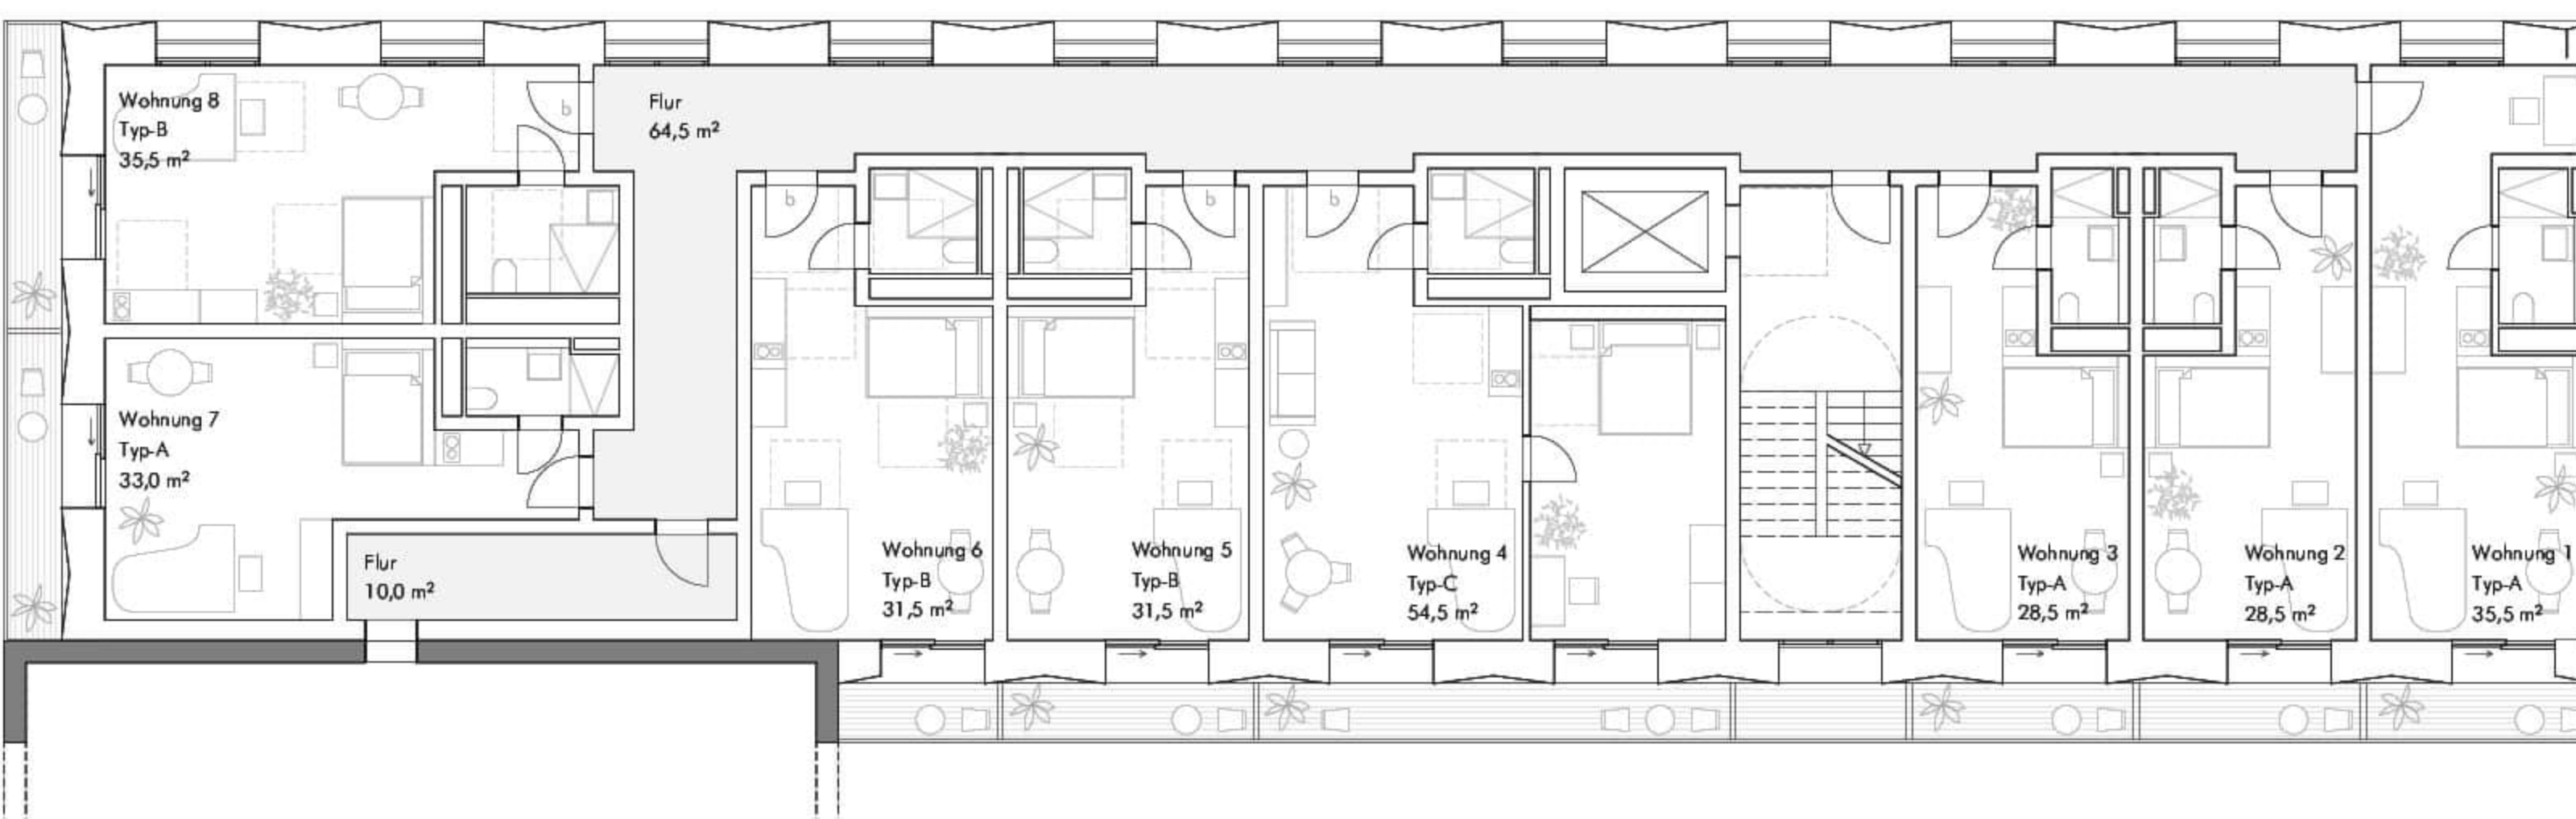 Wohnung 8
Typ-B
35,5 m²
b
Flur
64,5 m²
b
b
b
Wohnung 7
Typ-A
33,0 m²
Flur
10,0 m²
Wohnung 6
Typ-B
31,5 m²
Wohnung 5
Typ-B
31,5 m²
Wohnung 4
Typ-C
54,5 m²
Wohnung 3
Typ-A
28,5 m²
Wohnung 2
Typ-A
28,5 m²
Wohnung 1
Typ-A
35,5 m²